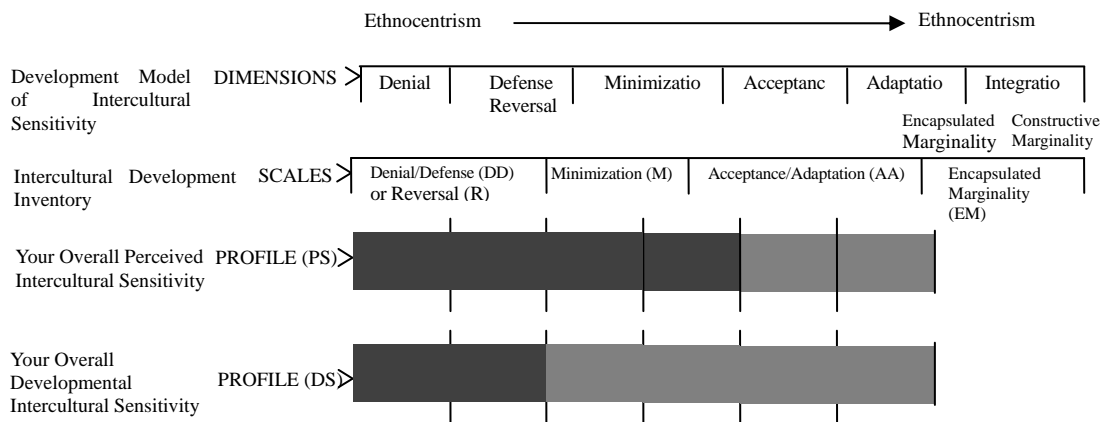 Ethnocentrism Ethnocentrism
Development Model
of Intercultural
Sensitivity
DIMENSIONS
Denial
Defense
Reversal
Minimizatio
Acceptanc
Adaptatio
Integratio
Encapsulated
Marginality
Constructive
Marginality
Intercultural Development
Inventory
SCALES
Denial/Defense (DD)
or Reversal (R)
Minimization (M)
Acceptance/Adaptation (AA)
Encapsulated
Marginality
(EM)
Your Overall Perceived
Intercultural Sensitivity
PROFILE (PS)
Your Overall
Developmental
Intercultural Sensitivity
PROFILE (DS)